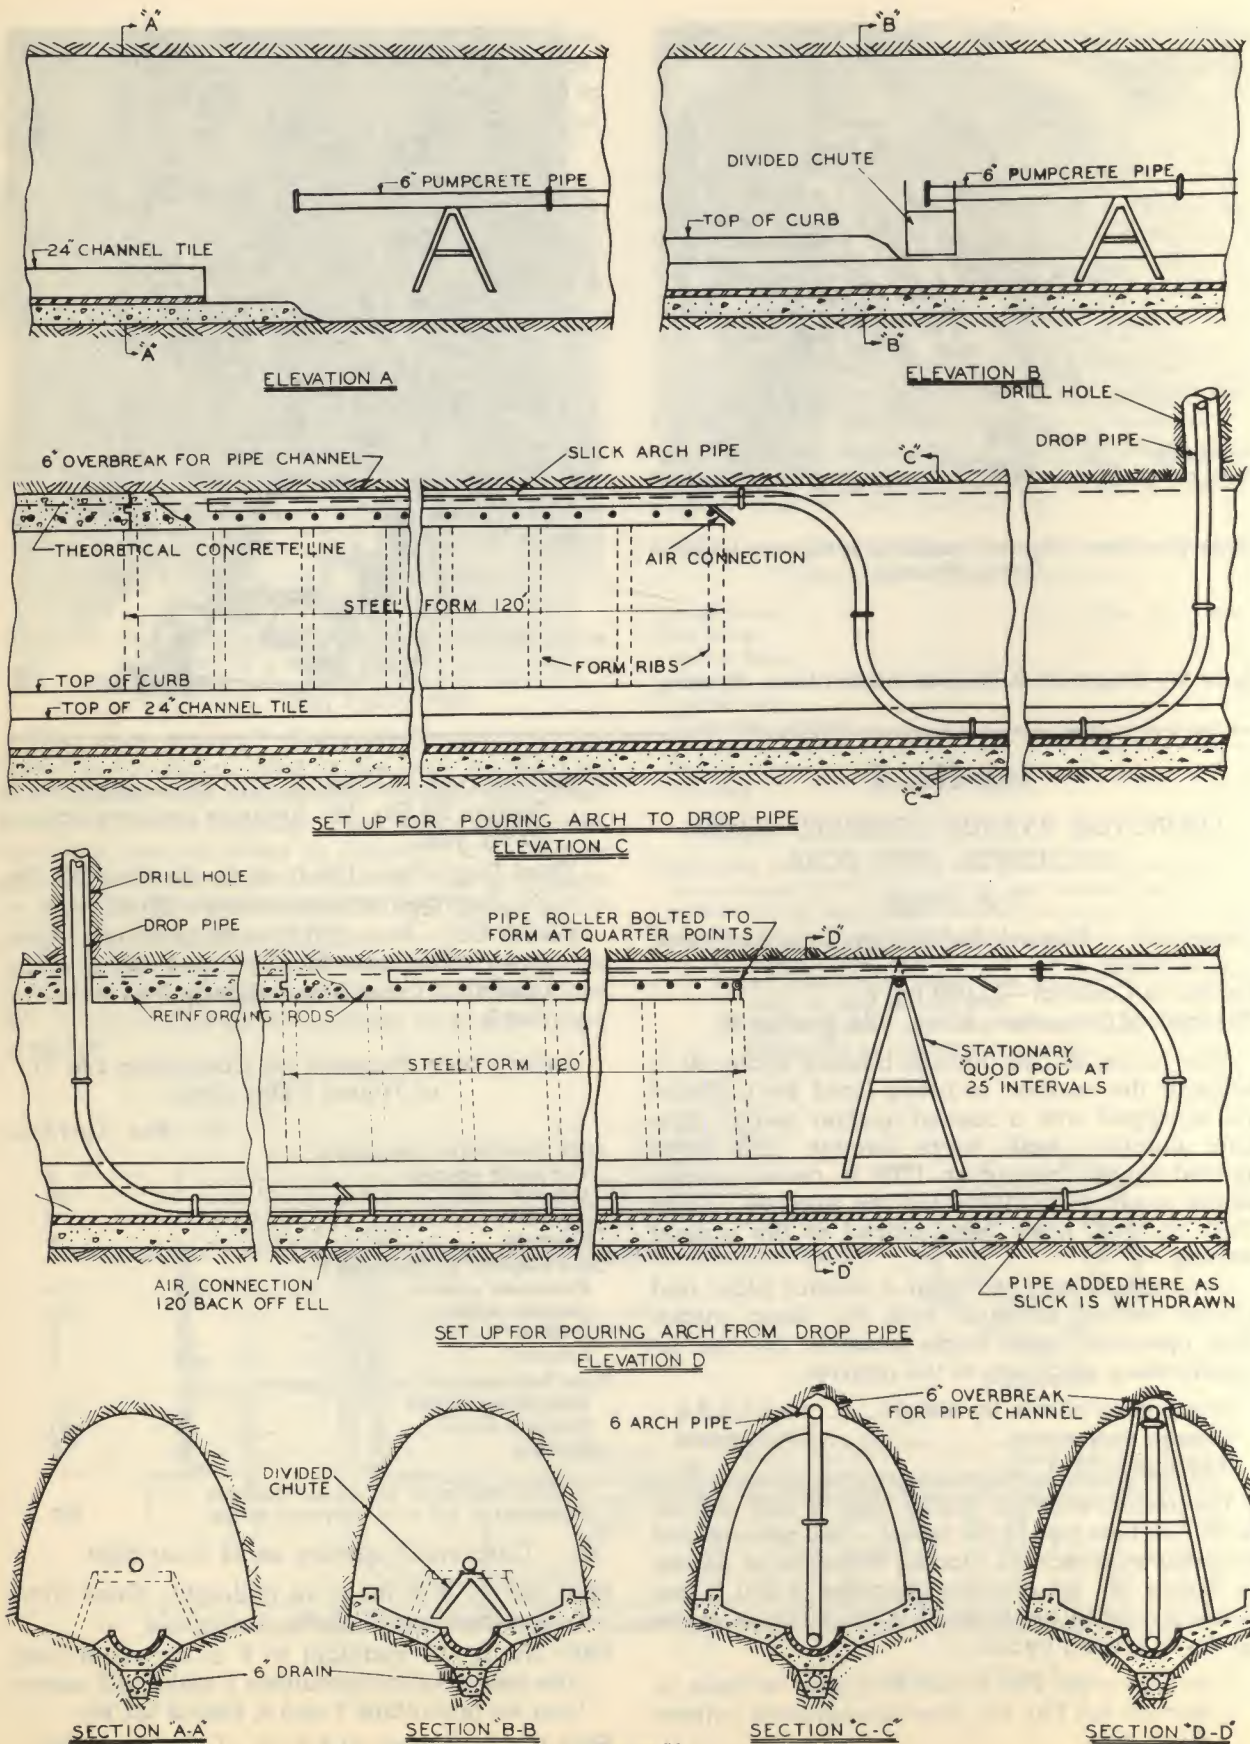 "A"
"B"
6" PUMPCRETE PIPE
24" CHANNEL TILE
"A"
ELEVATION A
DIVIDED CHUTE
6" PUMPCRETE PIPE
TOP OF CURB
"B"
ELEVATION B
DRILL HOLE
DROP PIPE
6" OVERBREAK FOR PIPE CHANNEL
SLICK ARCH PIPE
"C"
THEORETICAL CONCRETE LINE
AIR CONNECTION
STEEL FORM 120'
FORM RIBS
TOP OF CURB
TOP OF 24" CHANNEL TILE
"C"
SET UP FOR POURING ARCH TO DROP PIPE
ELEVATION C
DRILL HOLE
DROP PIPE
PIPE ROLLER BOLTED TO
FORM AT QUARTER POINTS
"D"
REINFORCING RODS
STEEL FORM 120'
STATIONARY
"QUOD POD" AT
25' INTERVALS
AIR CONNECTION
120' BACK OFF ELL
"D"
PIPE ADDED HERE AS
SLICK IS WITHDRAWN
SET UP FOR POURING ARCH FROM DROP PIPE
ELEVATION D
6" OVERBREAK
FOR PIPE CHANNEL
6 ARCH PIPE
DIVIDED
CHUTE
6" DRAIN
SECTION "A-A"
SECTION "B-B
SECTION "C-C"
SECTION "D-D"